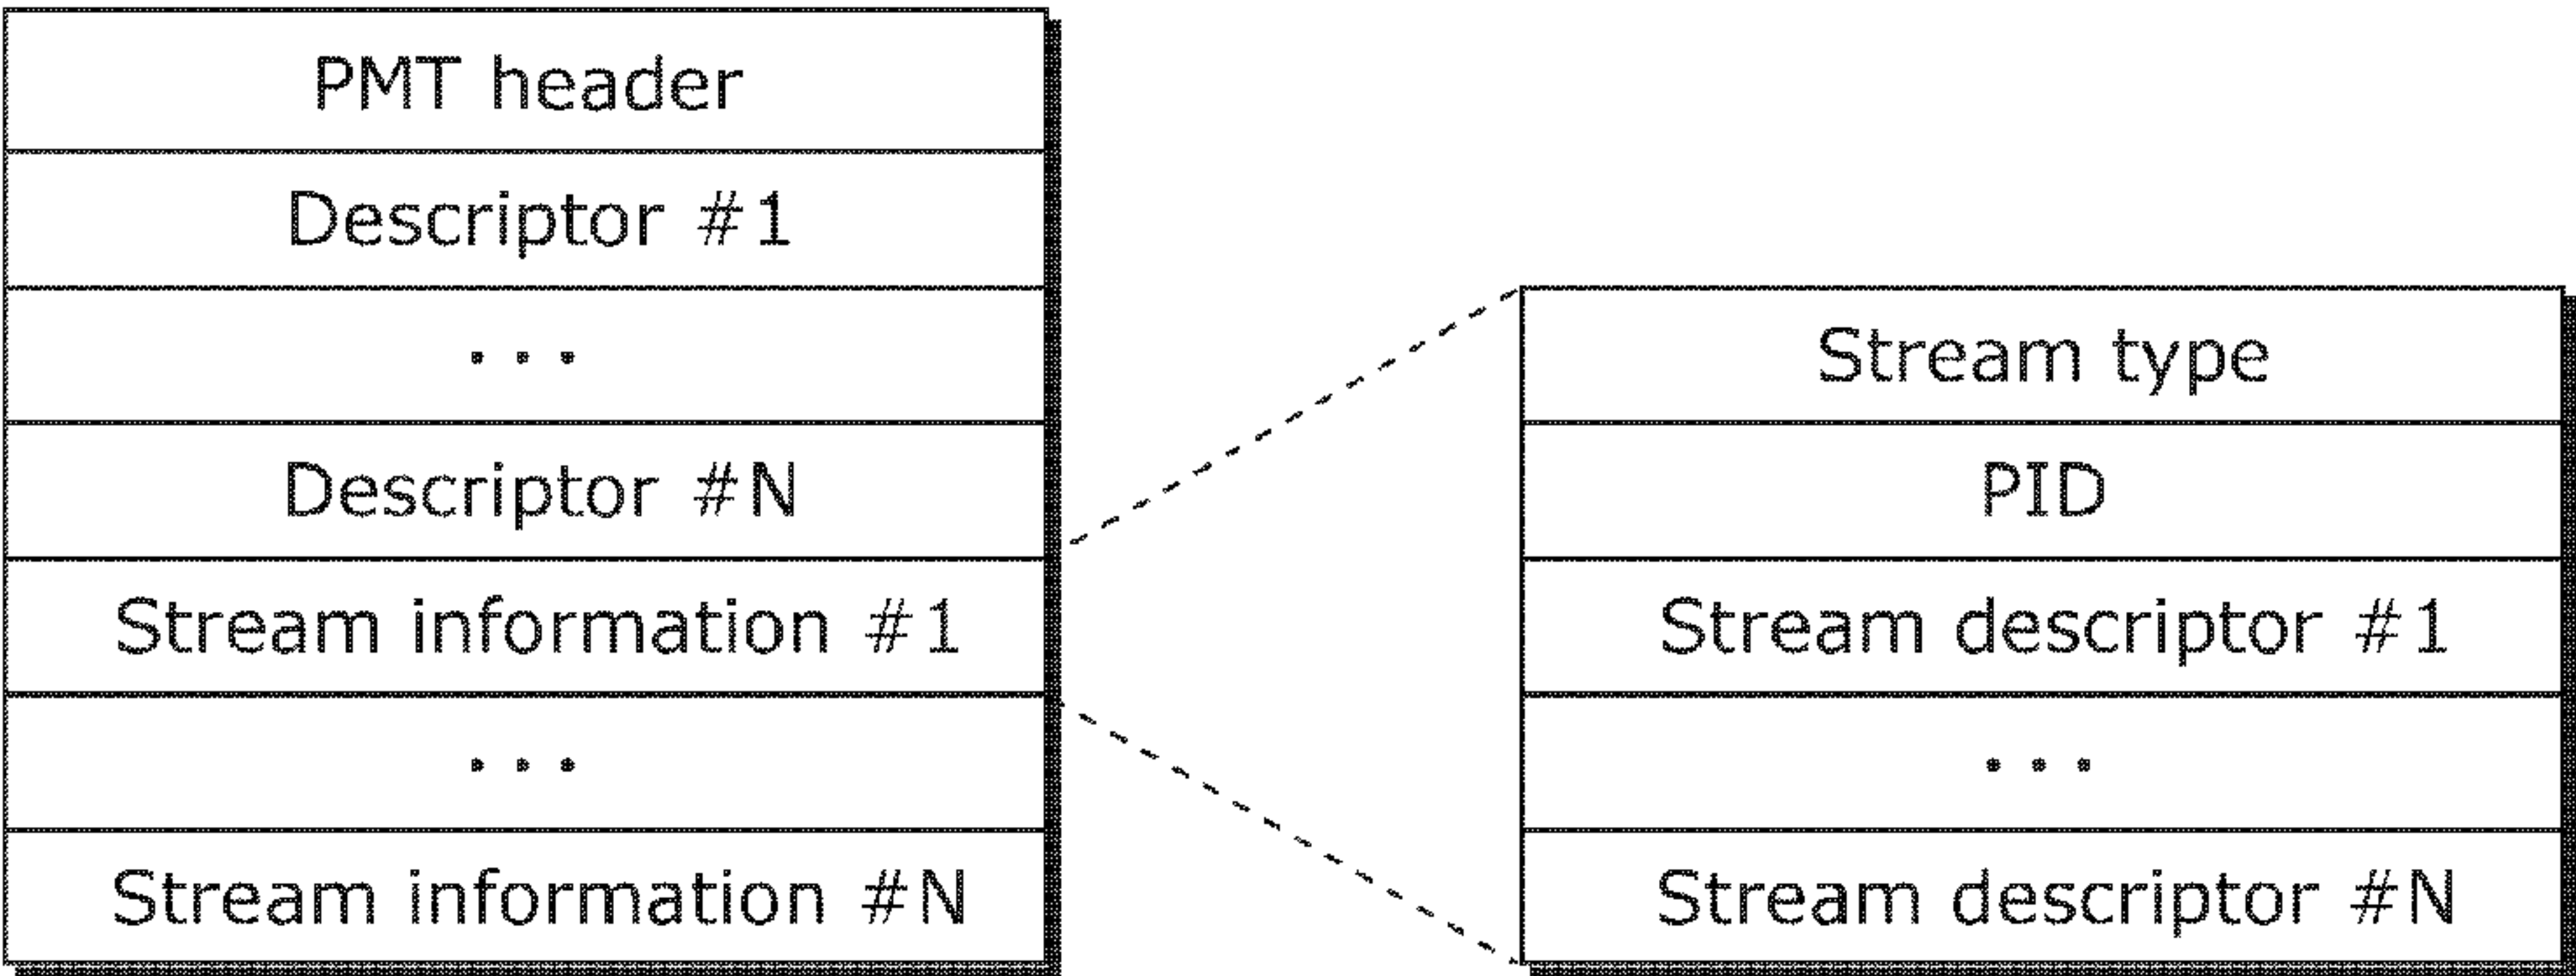 PMT header
Descriptor #1
...
Descriptor #N
Stream information #1
...
Stream information #N
Stream type
PID
Stream descriptor #1
...
Stream descriptor #N